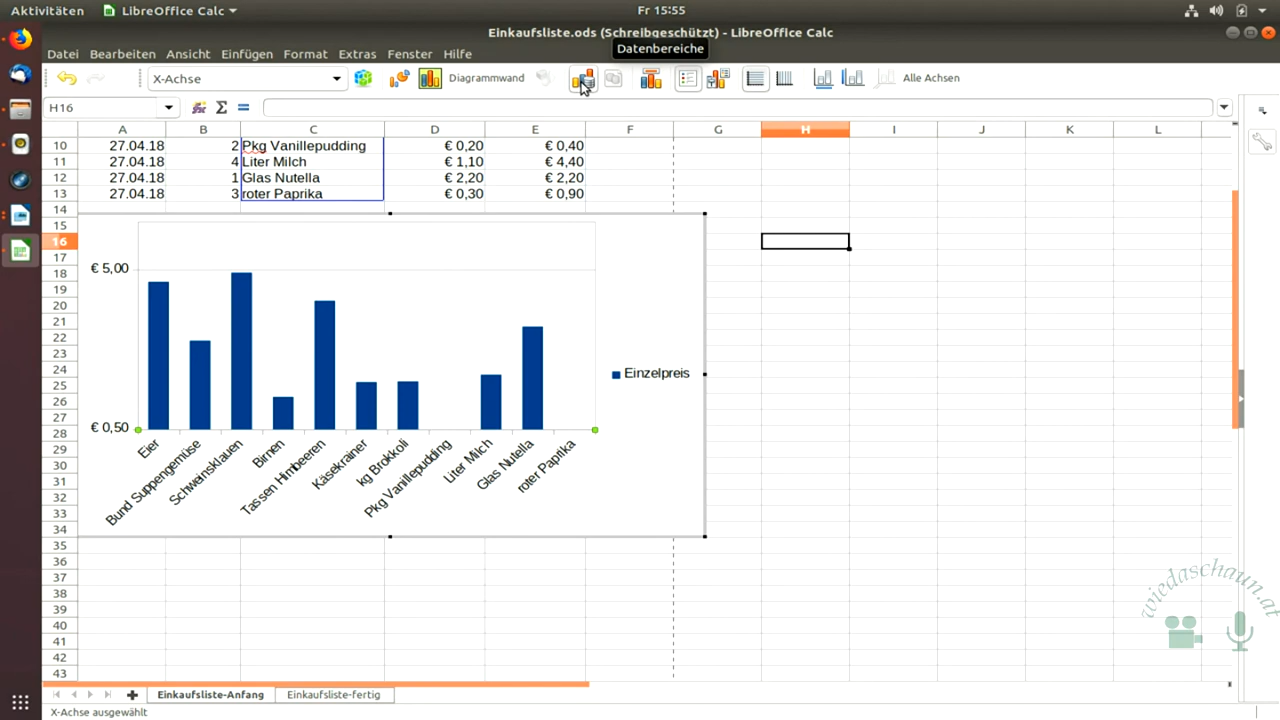 Aktivitäten LibreOffice Calc Fr 15:55
Einkaufsliste.ods (Schreibgeschützt) - LibreOffice Calc
Datenbereiche
Datei Bearbeiten Ansicht Einfügen Format Extras Fenster Hilfe
X-Achse Diagrammwand Alle Achsen
H16
A B C D E F G H I J K L
10 27.04.18 2 Pkg Vanillepudding € 0,20 € 0,40
11 27.04.18 4 Liter Milch € 1,10 € 4,40
12 27.04.18 1 Glas Nutella € 2,20 € 2,20
13 27.04.18 3 roter Paprika € 0,30 € 0,90
14
15
16
17
18
19
20
21
22
23
24
25
26
27
28
29
30
31
32
33
34
35
36
37
38
39
40
41
42
43
€ 5,00
Einzelpreis
€ 0,50
Eier
Bund Suppengemüse
Schweinsklauen
Birnen
Tassen Himbeeren
Käsekrainer
kg Brokkoli
Pkg Vanillepudding
Liter Milch
Glas Nutella
roter Paprika
wiedaschaun.at
Einkaufsliste-Anfang Einkaufsliste-fertig
X-Achse ausgewählt